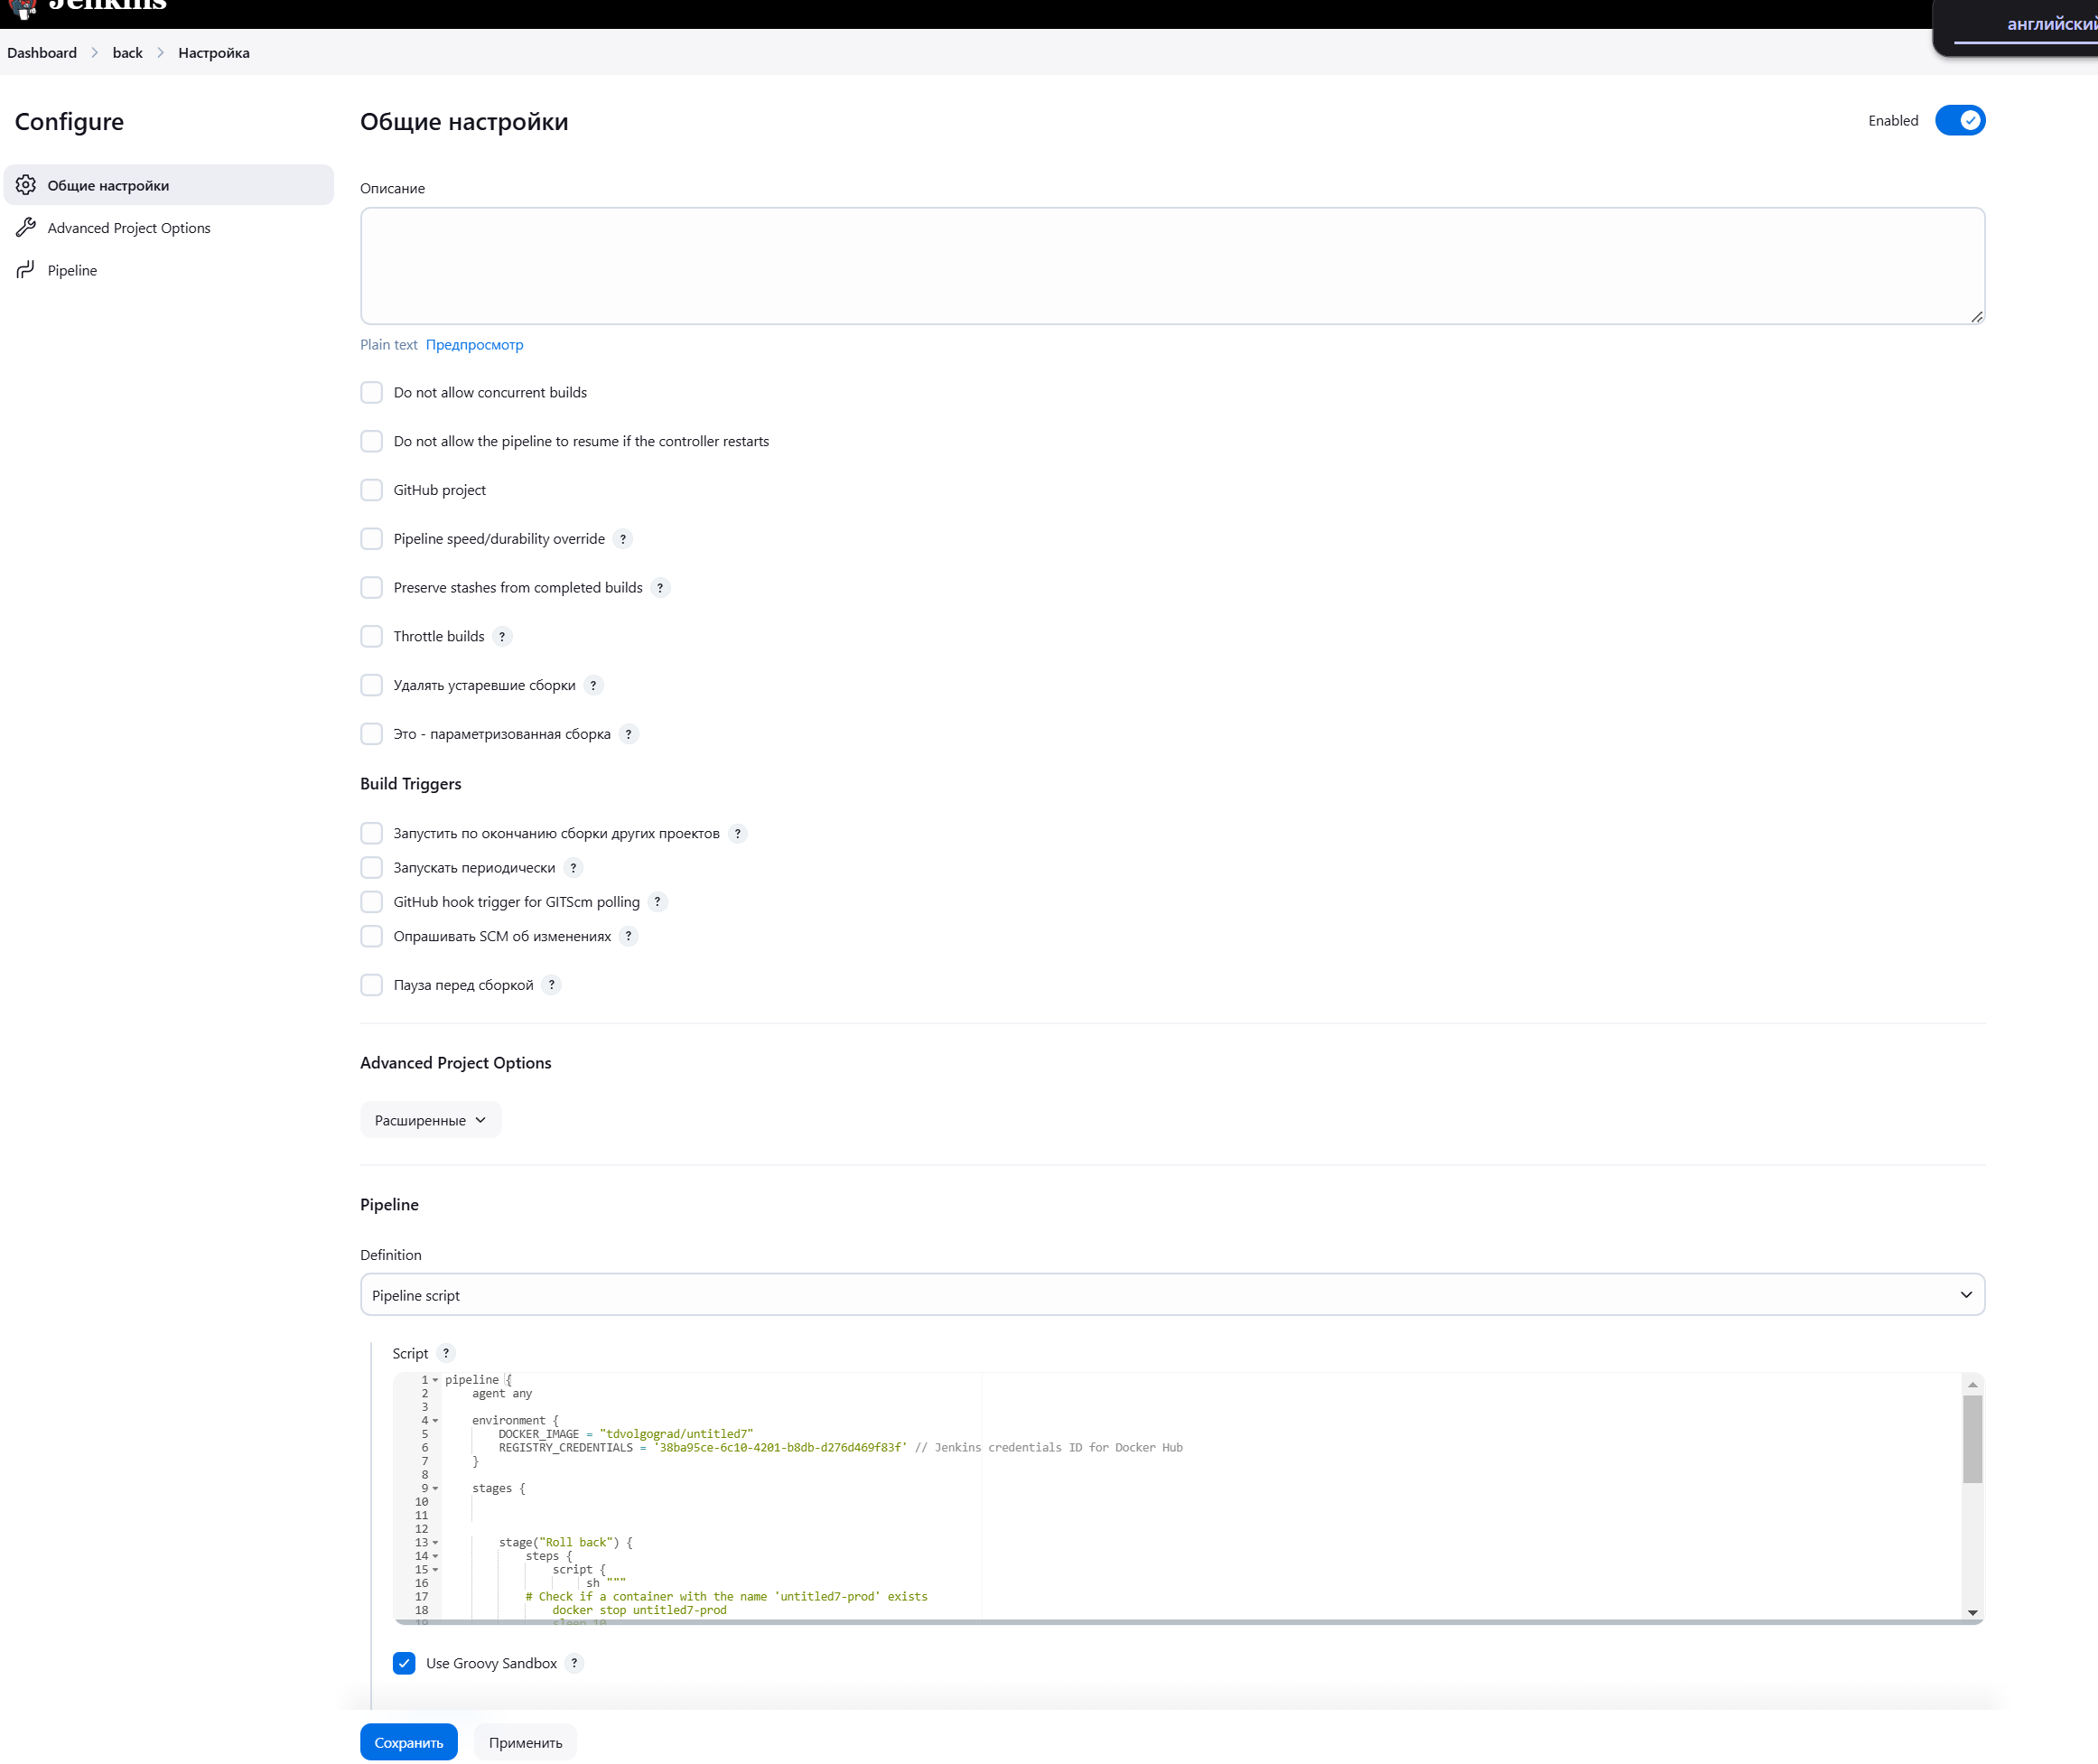 Jenkins
английский
Dashboard > back > Настройка
Configure
Общие настройки
Advanced Project Options
Pipeline
Общие настройки
Enabled
Описание
Plain text Предпросмотр
Do not allow concurrent builds
Do not allow the pipeline to resume if the controller restarts
GitHub project
Pipeline speed/durability override ?
Preserve stashes from completed builds ?
Throttle builds ?
Удалять устаревшие сборки ?
Это - параметризованная сборка ?
Build Triggers
Запустить по окончанию сборки других проектов ?
Запускать периодически ?
GitHub hook trigger for GITScm polling ?
Опрашивать SCM об изменениях ?
Пауза перед сборкой ?
Advanced Project Options
Расширенные
Pipeline
Definition
Pipeline script
Script ?
1 pipeline {
2 agent any
3
4 environment {
5 DOCKER_IMAGE = "tdvolgograd/untitled7"
6 REGISTRY_CREDENTIALS = '38ba95ce-6c10-4201-b8db-d276d469f83f' // Jenkins credentials ID for Docker Hub
7 }
8
9 stages {
10
11
12
13 stage("Roll back") {
14 steps {
15 script {
16 sh """
17 # Check if a container with the name 'untitled7-prod' exists
18 docker stop untitled7-prod
19 sleep 10
Use Groovy Sandbox ?
Сохранить Применить